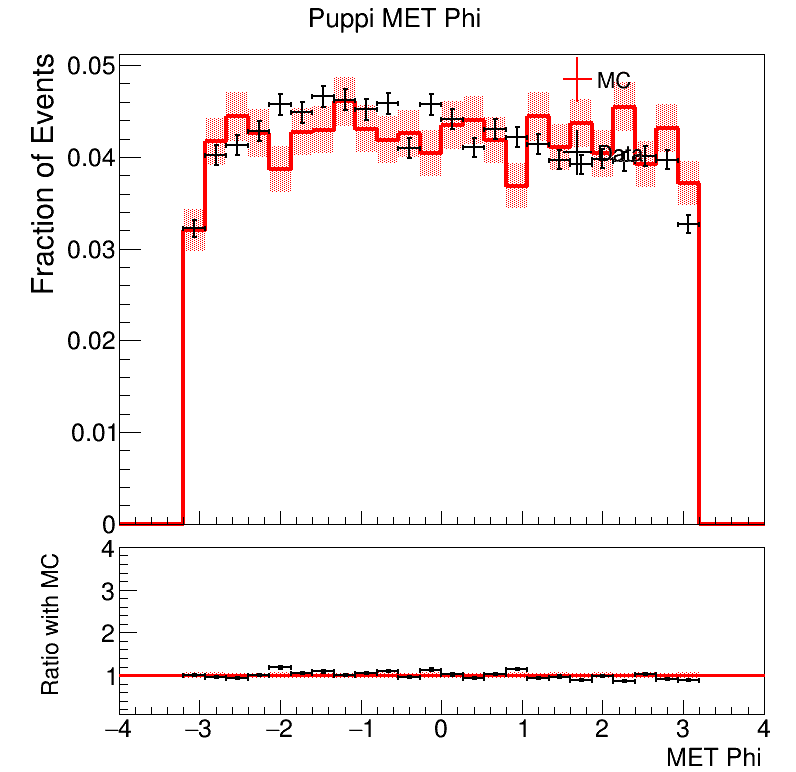 Puppi MET Phi
Fraction of Events
0.05
0.04
0.03
0.02
0.01
0
MC
Data
Ratio with MC
4
3
2
1
−4 −3 −2 −1 0 1 2 3 4
MET Phi